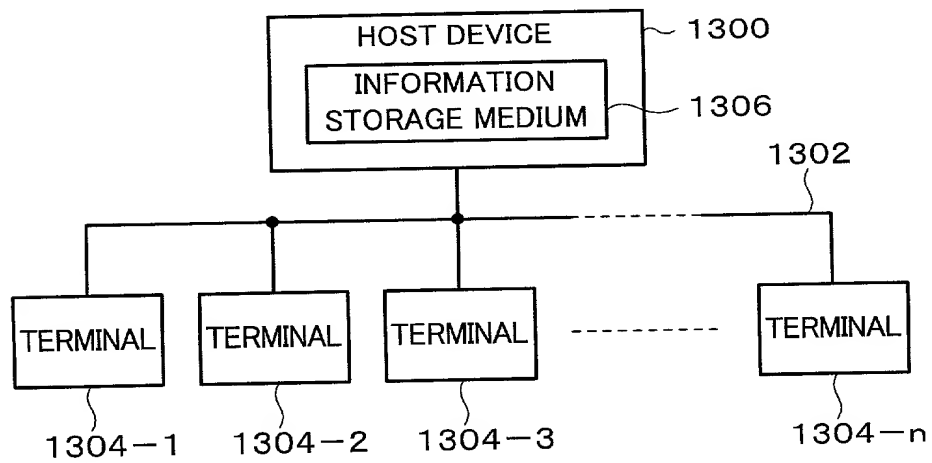 HOST DEVICE
1300
INFORMATION
STORAGE MEDIUM
1306
1302
TERMINAL
TERMINAL
TERMINAL
TERMINAL
1304-1
1304-2
1304-3
1304-n